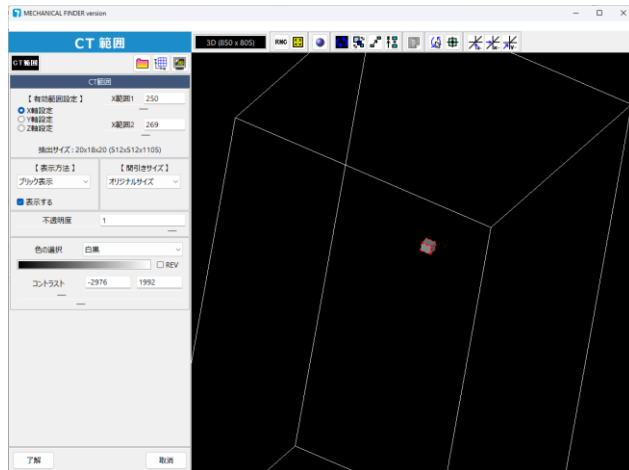 MECHANICAL FINDER version
CT 範囲
3D (850 x 805)
RNG
CT範囲
CT範囲
【 有効範囲設定 】
X範囲1 250
X軸設定
Y軸設定
X範囲2 269
Z軸設定
抽出サイズ : 20x18x20 (512x512x1105)
【 表示方法 】
【 間引きサイズ 】
ブリック表示
オリジナルサイズ
表示する
不透明度 1
色の選択 白黒
REV
コントラスト -2976 1992
了解 取消